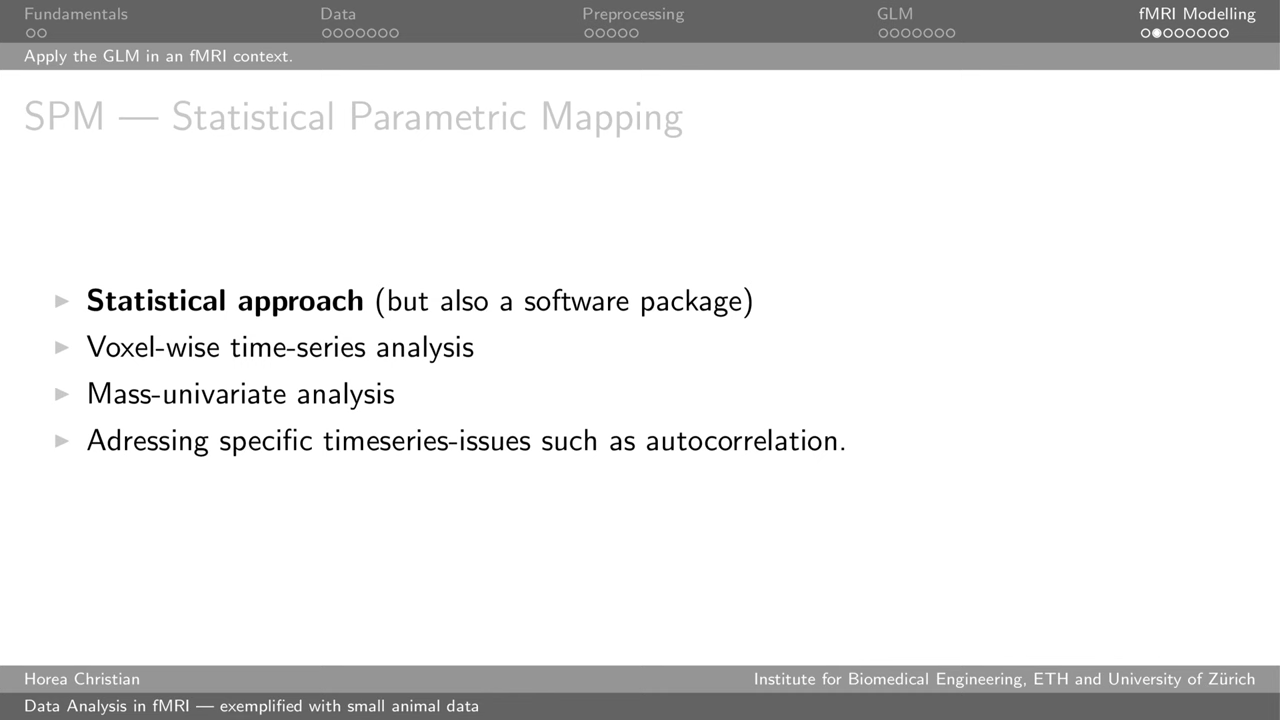 Fundamentals Data Preprocessing GLM fMRI Modelling
Apply the GLM in an fMRI context.
SPM — Statistical Parametric Mapping
Statistical approach (but also a software package)
Voxel-wise time-series analysis
Mass-univariate analysis
Adressing specific timeseries-issues such as autocorrelation.
Horea Christian Institute for Biomedical Engineering, ETH and University of Zürich
Data Analysis in fMRI — exemplified with small animal data